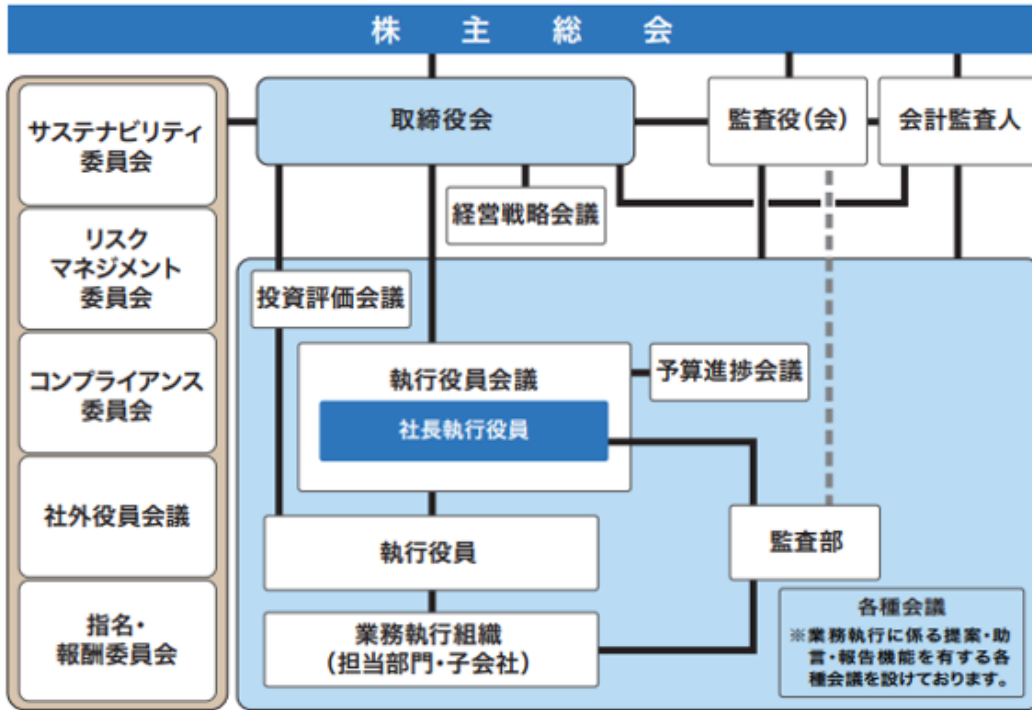 株主総会
サステナビリティ
委員会
リスク
マネジメント
委員会
コンプライアンス
委員会
社外役員会議
指名・
報酬委員会
取締役会
監査役(会)
会計監査人
経営戦略会議
投資評価会議
執行役員会議
社長執行役員
予算進捗会議
執行役員
監査部
業務執行組織
(担当部門・子会社)
各種会議
※業務執行に係る提案・助
言・報告機能を有する各
種会議を設けております。